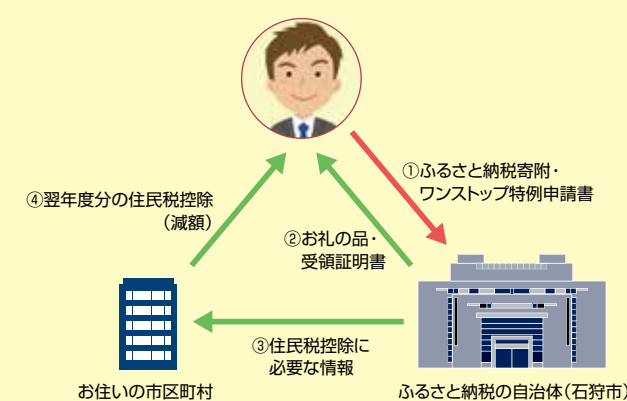 ①ふるさと納税寄附・
ワンストップ特例申請書
④翌年度分の住民税控除
（減額）
②お礼の品・
受領証明書
③住民税控除に
必要な情報
お住いの市区町村
ふるさと納税の自治体（石狩市）